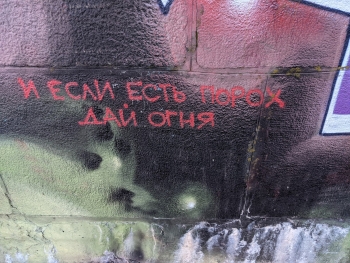 И ЕСЛИ ЕСТЬ ПОРОХ
ДАЙ ОГНЯ